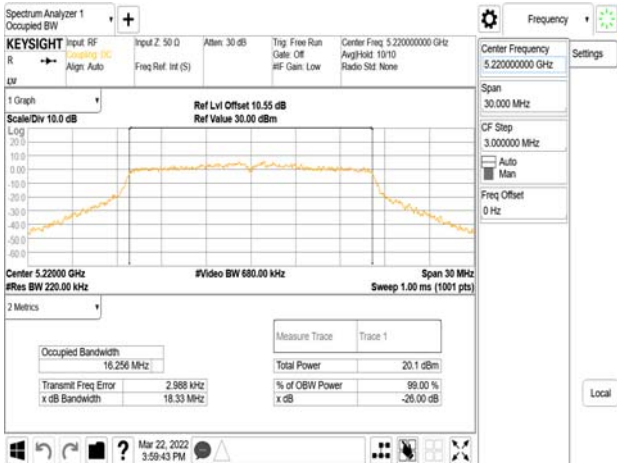 Spectrum Analyzer 1
Occupied BW
+
Frequency
KEYSIGHT
R
Input: RF
Coupling: DC
Align: Auto
Input Z: 50 Ω
Freq Ref: Int (S)
Atten: 30 dB
Trig: Free Run
Gate: Off
#IF Gain: Low
Center Freq: 5.220000000 GHz
Avg|Hold: 10/10
Radio Std: None
Center Frequency
5.220000000 GHz
Settings
Span
30.000 MHz
CF Step
3.000000 MHz
Auto
Man
Freq Offset
0 Hz
Local
1 Graph
Scale/Div 10.0 dB
Ref Lvl Offset 10.55 dB
Ref Value 30.00 dBm
Log
20.0
10.0
0.00
-10.0
-20.0
-30.0
-40.0
-50.0
-60.0
Center 5.22000 GHz
#Res BW 220.00 kHz
#Video BW 680.00 kHz
Span 30 MHz
Sweep 1.00 ms (1001 pts)
2 Metrics
Measure Trace
Trace 1
Occupied Bandwidth
16.256 MHz
Total Power
20.1 dBm
Transmit Freq Error
2.988 kHz
% of OBW Power
99.00 %
x dB Bandwidth
18.33 MHz
x dB
-26.00 dB
?
Mar 22, 2022
3:59:43 PM